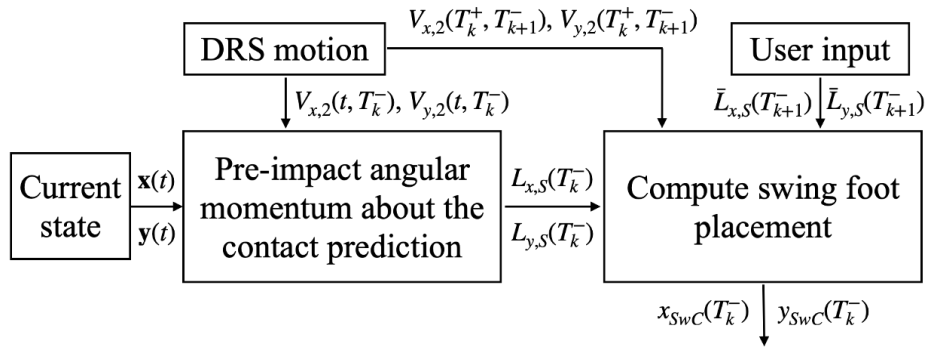 V_{x,2}(T_k^+, T_{k+1}^-), V_{y,2}(T_k^+, T_{k+1}^-)
DRS motion
User input
V_{x,2}(t, T_k^-), V_{y,2}(t, T_k^-)
L̄_{x,S}(T_{k+1}^-) L̄_{y,S}(T_{k+1}^-)
Current
state
x(t)
y(t)
Pre-impact angular
momentum about the
contact prediction
L_{x,S}(T_k^-)
L_{y,S}(T_k^-)
Compute swing foot
placement
x_{SwC}(T_k^-) y_{SwC}(T_k^-)